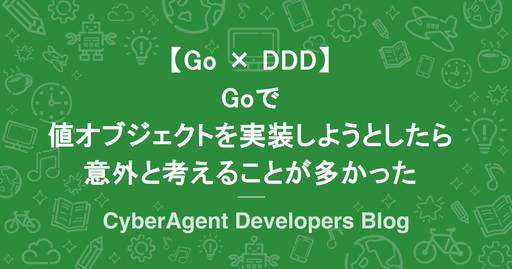 【Go × DDD】
Goで
値オブジェクトを実装しようとしたら
意外と考えることが多かった
CyberAgent Developers Blog